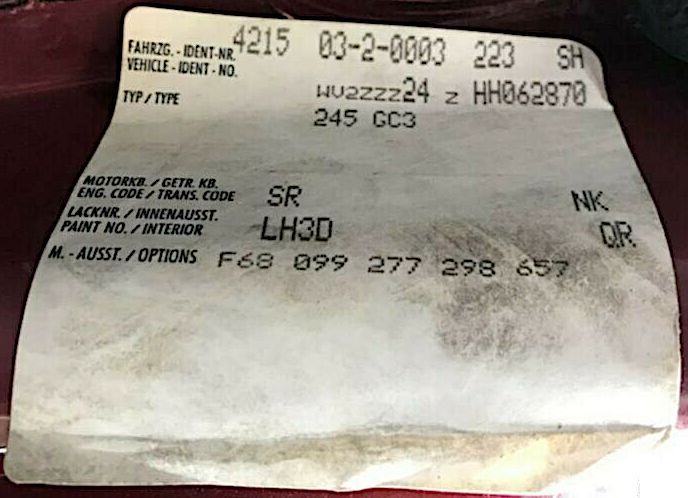 4215 03-2-0003 223 SH
FAHRZG. - IDENT-NR.
VEHICLE - IDENT - NO.
WV2ZZZ24 Z HH062870
TYP / TYPE
245 GC3
MOTORKB. / GETR. KB.
ENG. CODE / TRANS. CODE SR NK
LACKNR. / INNENAUSST.
PAINT NO. / INTERIOR LH3D QR
M. - AUSST. / OPTIONS F68 099 277 298 657